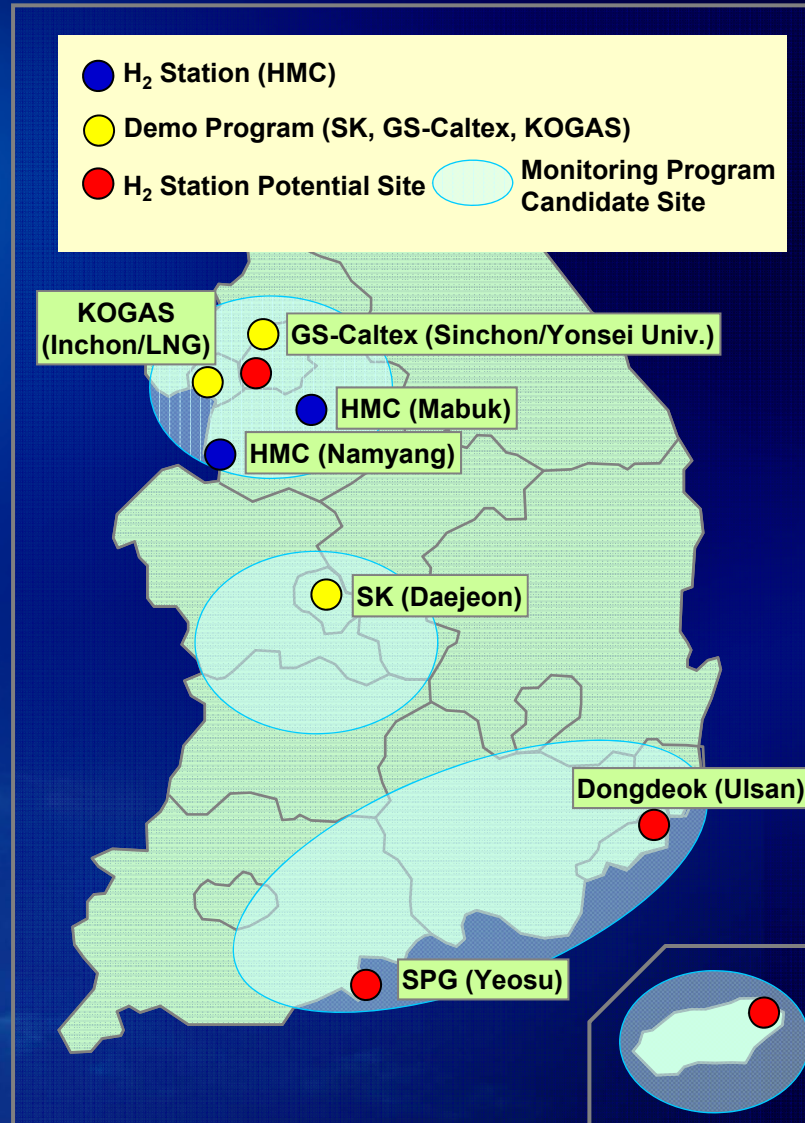 H₂ Station (HMC)
Demo Program (SK, GS-Caltex, KOGAS)
H₂ Station Potential Site
Monitoring Program
Candidate Site
KOGAS
(Inchon/LNG)
GS-Caltex (Sinchon/Yonsei Univ.)
HMC (Mabuk)
HMC (Namyang)
SK (Daejeon)
Dongdeok (Ulsan)
SPG (Yeosu)